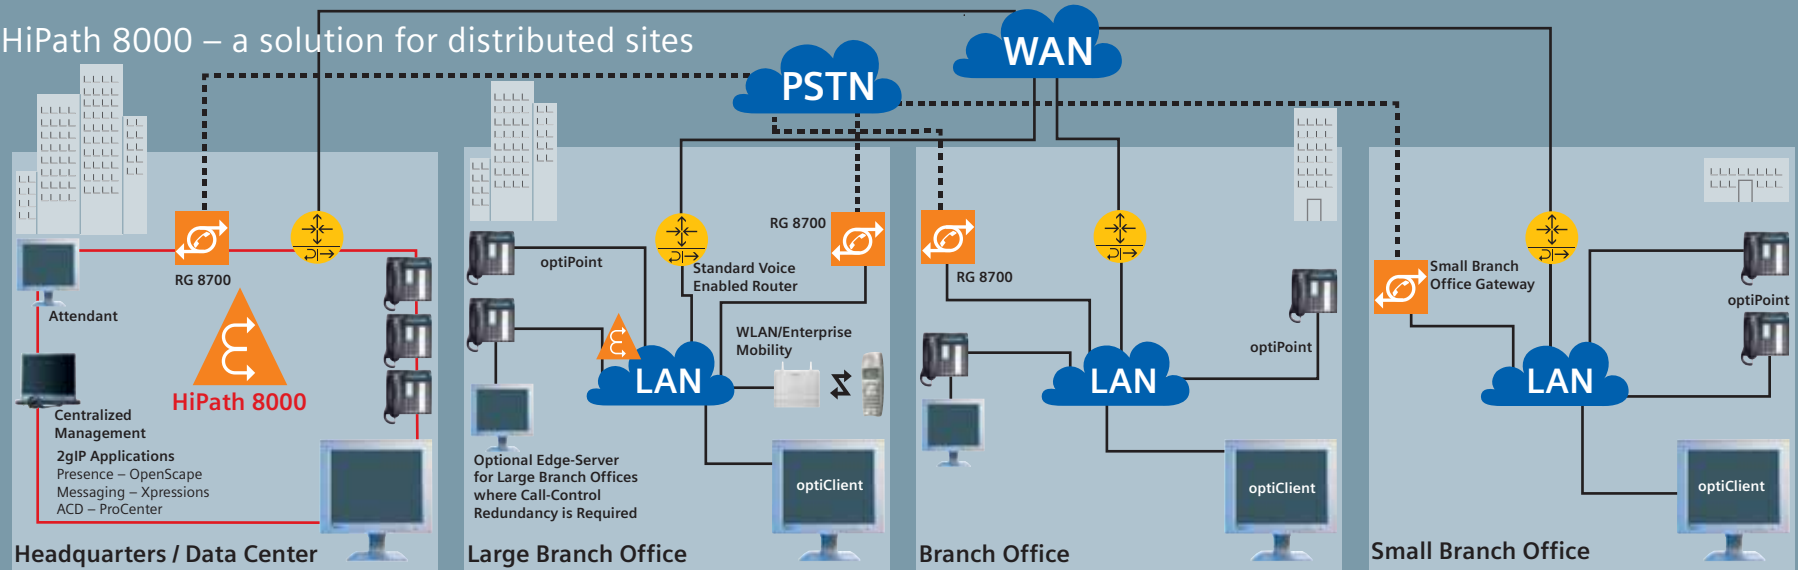 HiPath 8000 – a solution for distributed sites
WAN
PSTN
RG 8700
Attendant
HiPath 8000
Centralized
Management
2gIP Applications
Presence – OpenScape
Messaging – Xpressions
ACD – ProCenter
Headquarters / Data Center
RG 8700
optiPoint
Standard Voice
Enabled Router
WLAN/Enterprise
Mobility
LAN
Optional Edge-Server
for Large Branch Offices
where Call-Control
Redundancy is Required
optiClient
Large Branch Office
RG 8700
optiPoint
LAN
optiClient
Branch Office
Small Branch
Office Gateway
optiPoint
LAN
optiClient
Small Branch Office